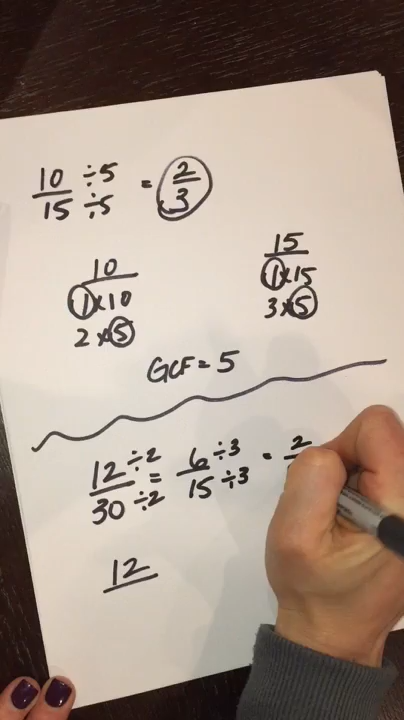 10/15 ÷5/÷5 = 2/3
10
1x10
2x5
15
1x15
3x5
GCF = 5
12/30 ÷2/÷2 = 6/15 ÷3/÷3 = 2/
12